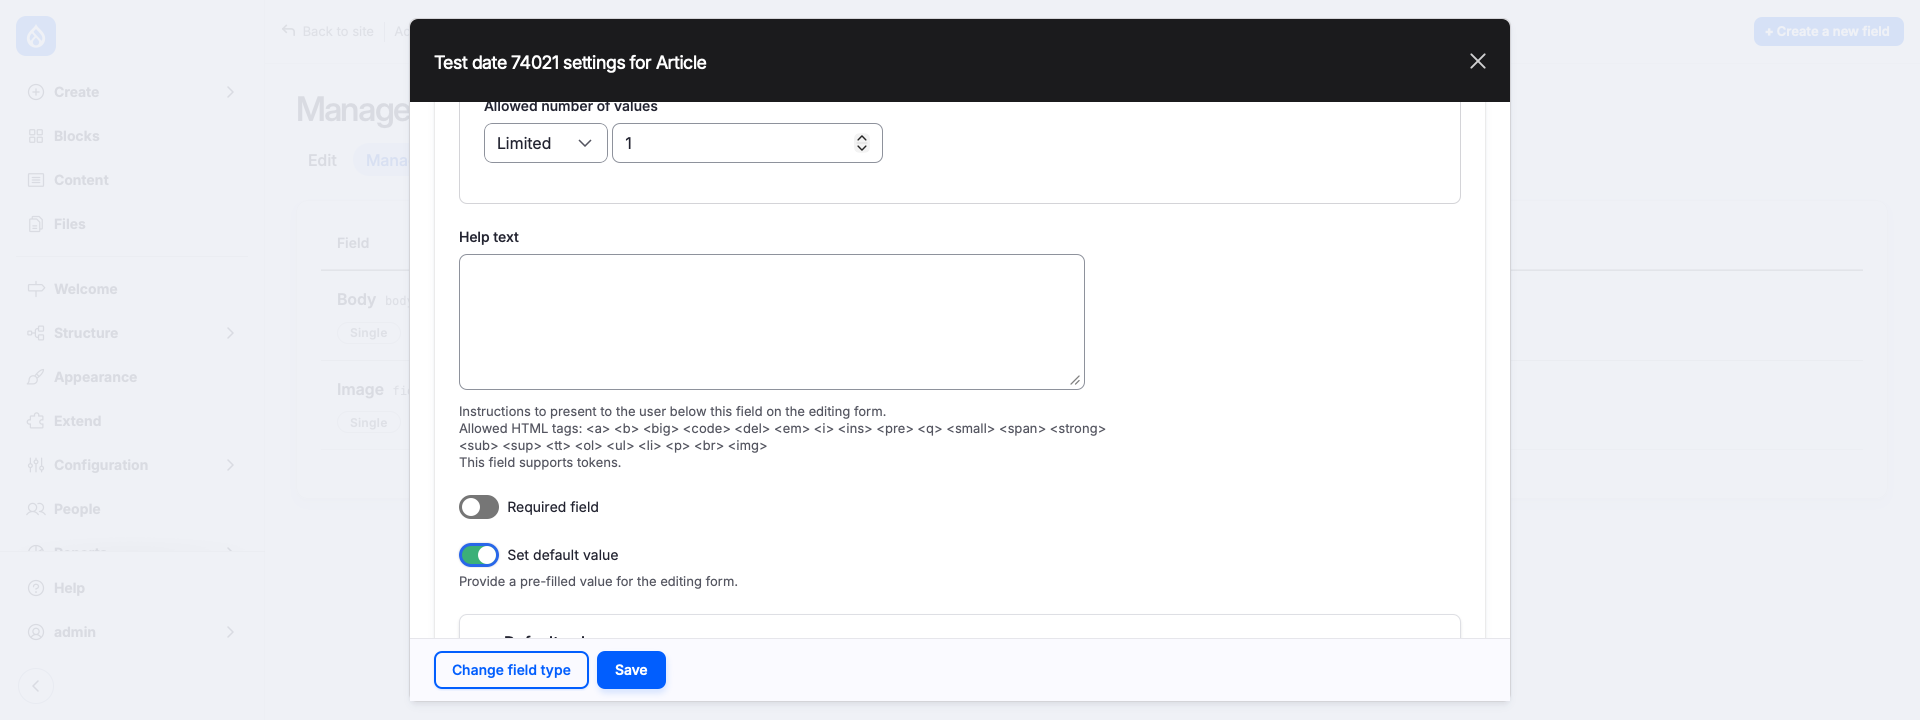 Test date 74021 settings for Article
Back to site
+ Create a new field
Create
Blocks
Content
Files
Welcome
Structure
Appearance
Extend
Configuration
People
Reports
Help
admin
Manage
Edit
Field
Body
Single
Image
Single
Allowed number of values
Limited
1
Help text
Instructions to present to the user below this field on the editing form.
Allowed HTML tags: <a> <b> <big> <code> <del> <em> <i> <ins> <pre> <q> <small> <span> <strong>
<sub> <sup> <tt> <ol> <ul> <li> <p> <br> <img>
This field supports tokens.
Required field
Set default value
Provide a pre-filled value for the editing form.
Change field type
Save